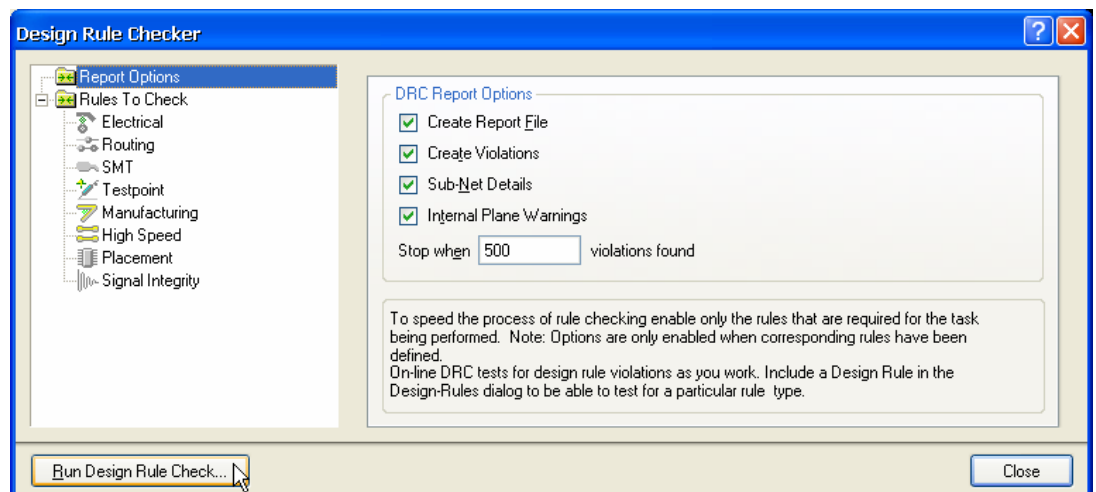 Design Rule Checker
Report Options
Rules To Check
Electrical
Routing
SMT
Testpoint
Manufacturing
High Speed
Placement
Signal Integrity
DRC Report Options
Create Report File
Create Violations
Sub-Net Details
Internal Plane Warnings
Stop when 500 violations found
To speed the process of rule checking enable only the rules that are required for the task
being performed. Note: Options are only enabled when corresponding rules have been
defined.
On-line DRC tests for design rule violations as you work. Include a Design Rule in the
Design-Rules dialog to be able to test for a particular rule type.
Run Design Rule Check...
Close